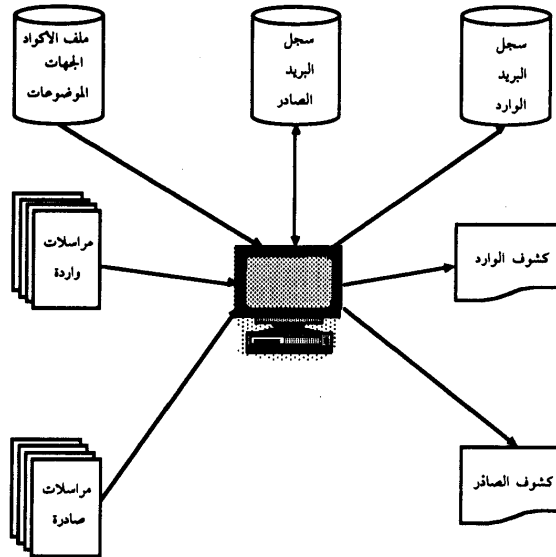 سجل
البريد
الوارد
سجل
البريد
الصادر
ملف الاكواد
الجهات
الموضوعات
كشوف الوارد
مراسلات
واردة
كشوف الصادر
مراسلات
صادرة